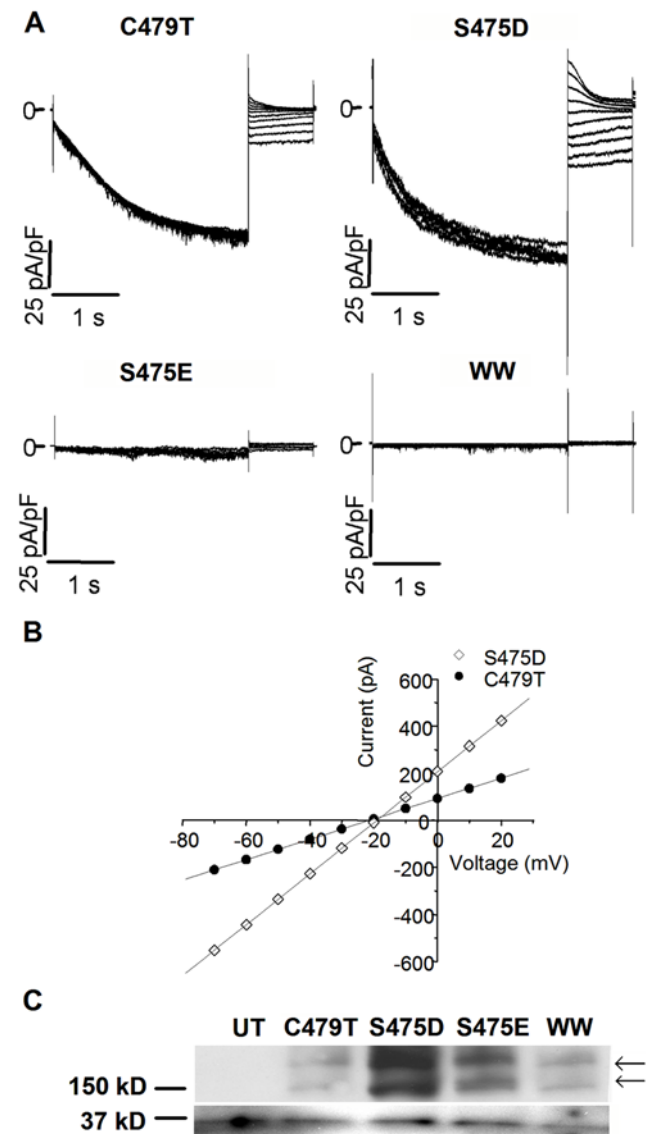 A
C479T
S475D
0
0
25 pA/pF
1 s
25 pA/pF
1 s
S475E
WW
0
0
25 pA/pF
1 s
25 pA/pF
1 s
B
S475D
C479T
Current (pA)
600
400
200
0
-200
-400
-600
-80 -60 -40 -20 0 20
Voltage (mV)
C
UT C479T S475D S475E WW
150 kD
37 kD